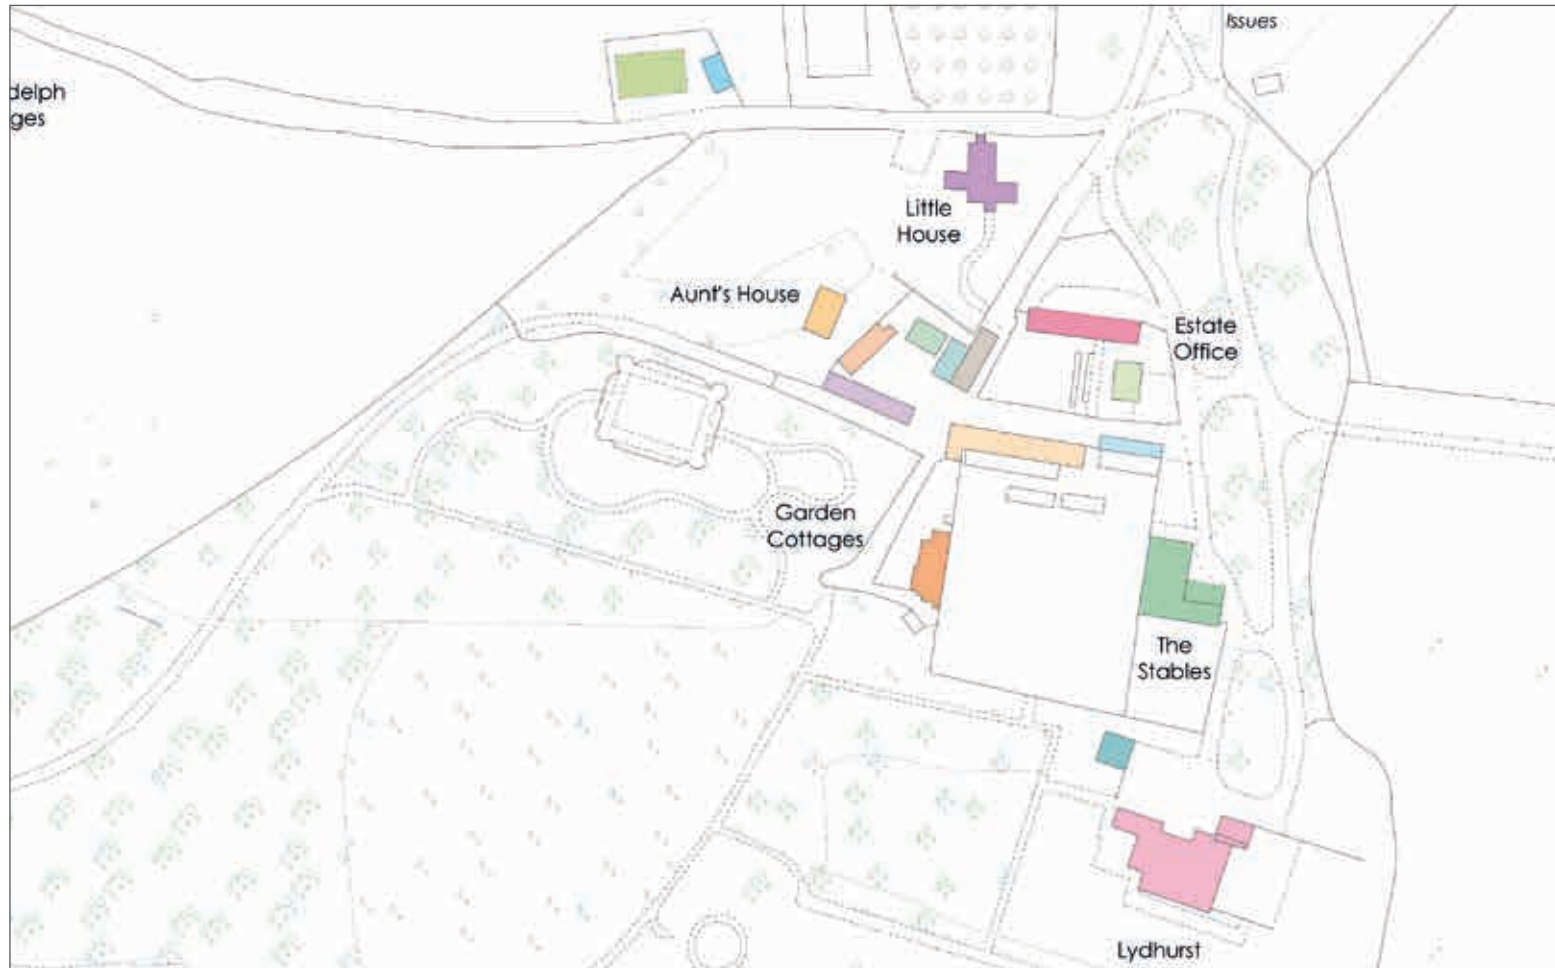 Issues
delph
ges
Little
House
Aunt's House
Estate
Office
Garden
Cottages
The
Stables
Lydhurst